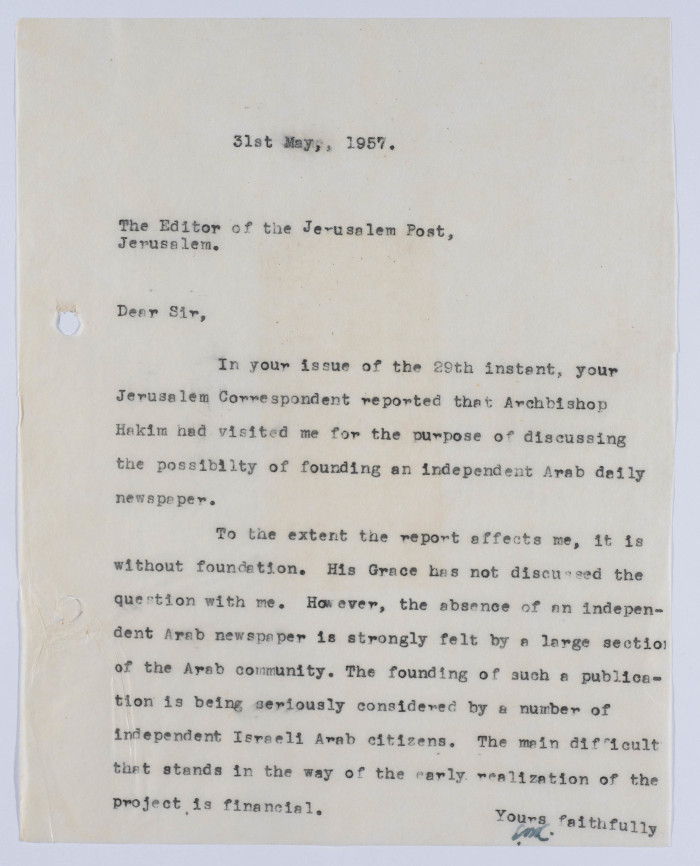 31st May,, 1957.
The Editor of the Jerusalem Post,
Jerusalem.
Dear Sir,
In your issue of the 29th instant, your
Jerusalem Correspondent reported that Archbishop
Hakim had visited me for the purpose of discussing
the possibilty of founding an independent Arab daily
newspaper.
To the extent the report affects me, it is
without foundation. His Grace has not discussed the
question with me. However, the absence of an indepen-
dent Arab newspaper is strongly felt by a large sectio
of the Arab community. The founding of such a publica-
tion is being seriously considered by a number of
independent Israeli Arab citizens. The main difficult
that stands in the way of the early realization of the
project is financial.
Yours faithfully